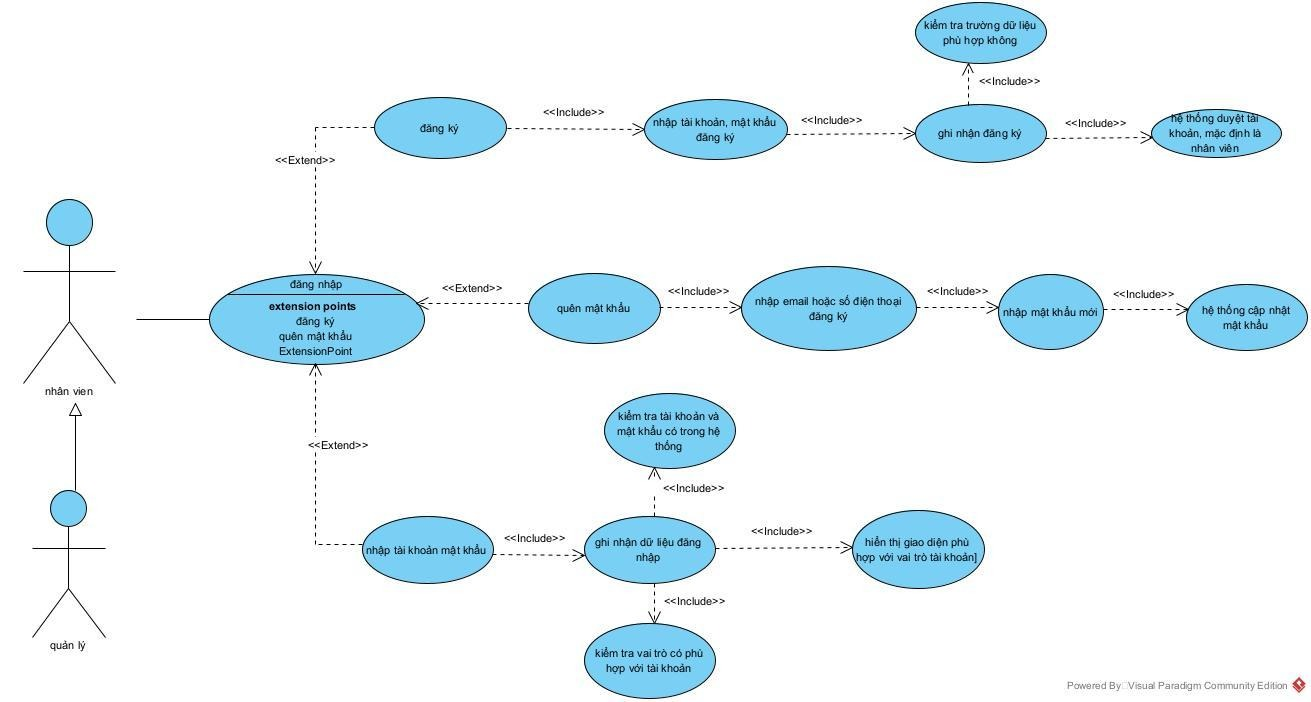 kiểm tra trường dữ liệu
phù hợp không
<<Include>>
đăng ký
<<Include>>
nhập tài khoản, mật khẩu
đăng ký
<<Include>>
ghi nhận đăng ký
<<Include>>
hệ thống duyệt tài
khoản, mặc định là
nhân viên
<<Extend>>
đăng nhập
extension points
đăng ký
quên mật khẩu
ExtensionPoint
<<Extend>>
quên mật khẩu
<<Include>>
nhập email hoặc số điện thoại
đăng ký
<<Include>>
nhập mật khẩu mới
<<Include>>
hệ thống cập nhật
mật khẩu
nhân vien
<<Extend>>
kiểm tra tài khoản và
mật khẩu có trong hệ
thống
<<Include>>
nhập tài khoản mật khẩu
<<Include>>
ghi nhận dữ liệu đăng
nhập
<<Include>>
hiển thị giao diện phù
hợp với vai trò tài khoản]
<<Include>>
kiểm tra vai trò có phù
hợp với tài khoản
quản lý
Powered By Visual Paradigm Community Edition